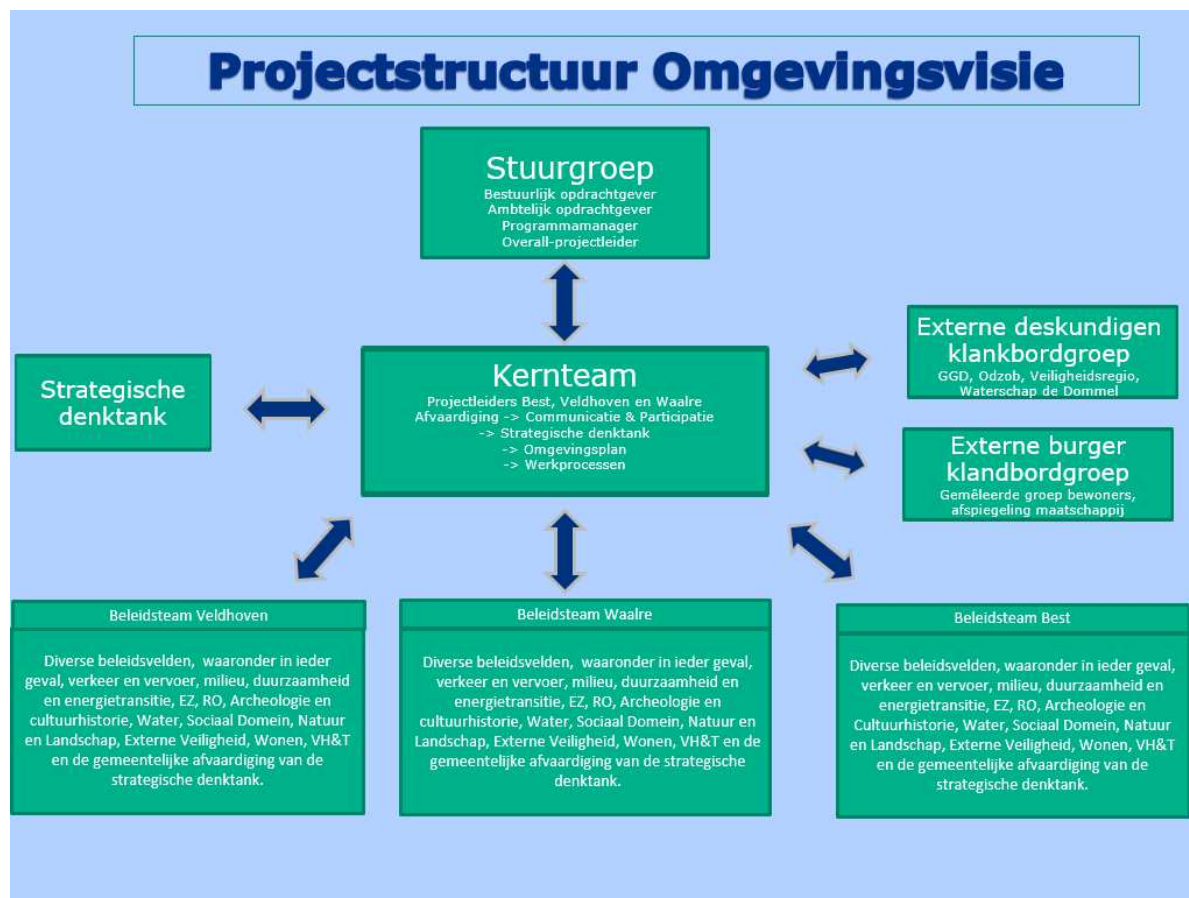 Projectstructuur Omgevingsvisie
Stuurgroep
Bestuurlijk opdrachtgever
Ambtelijk opdrachtgever
Programmamanager
Overall-projectleider
Strategische
denktank
Kernteam
Projectleiders Best, Veldhoven en Waalre
Afvaardiging -> Communicatie & Participatie
-> Strategische denktank
-> Omgevingsplan
-> Werkprocessen
Externe deskundigen
klankbordgroep
GGD, Odzob, Veiligheidsregio,
Waterschap de Dommel
Externe burger
klandbordgroep
Gemêleerde groep bewoners,
afspiegeling maatschappij
Beleidsteam Veldhoven
Diverse beleidsvelden, waaronder in ieder
geval, verkeer en vervoer, milieu, duurzaamheid
en energietransitie, EZ, RO, Archeologie en
cultuurhistorie, Water, Sociaal Domein, Natuur
en Landschap, Externe Veiligheid, Wonen, VH&T
en de gemeentelijke afvaardiging van de
strategische denktank.
Beleidsteam Waalre
Diverse beleidsvelden, waaronder in ieder geval,
verkeer en vervoer, milieu, duurzaamheid en
energietransitie, EZ, RO, Archeologie en
cultuurhistorie, Water, Sociaal Domein, Natuur en
Landschap, Externe Veiligheid, Wonen, VH&T en de
gemeentelijke afvaardiging van de strategische
denktank.
Beleidsteam Best
Diverse beleidsvelden, waaronder in ieder geval,
verkeer en vervoer, milieu, duurzaamheid en
energietransitie, EZ, RO, Archeologie en
Cultuurhistorie, Water, Sociaal Domein, Natuur
en Landschap, Externe Veiligheid, Wonen, VH&T
en de gemeentelijke afvaardiging van de
strategische denktank.